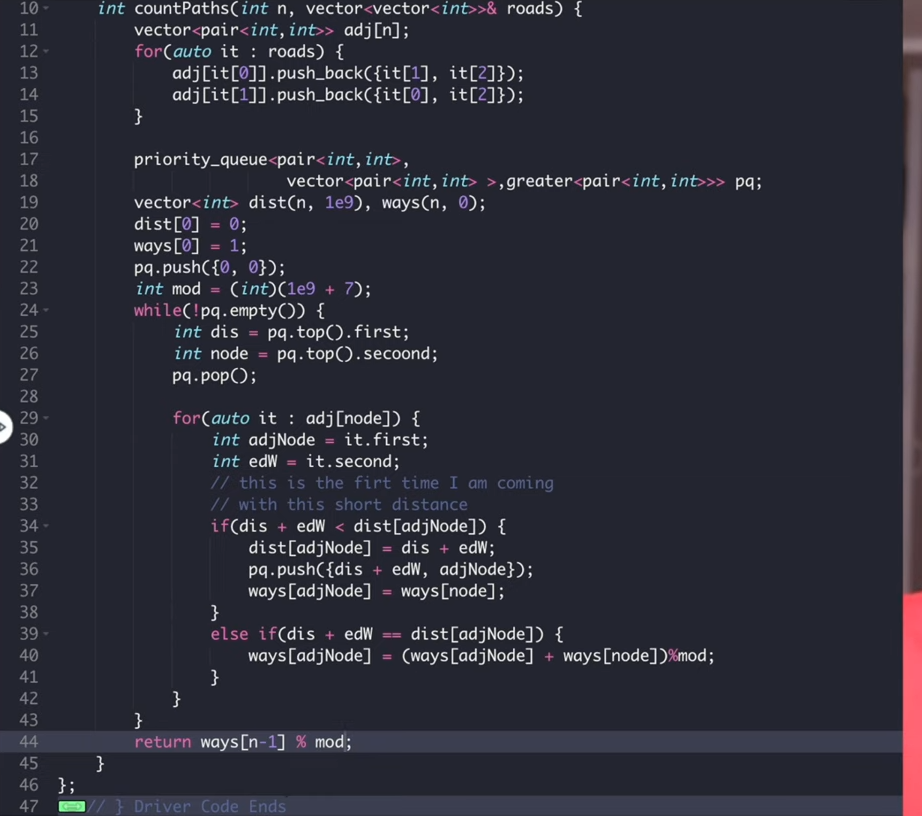 10 int countPaths(int n, vector<vector<int>>& roads) {
11 vector<pair<int,int>> adj[n];
12 for(auto it : roads) {
13 adj[it[0]].push_back({it[1], it[2]});
14 adj[it[1]].push_back({it[0], it[2]});
15 }
16
17 priority_queue<pair<int,int>,
18 vector<pair<int,int> >,greater<pair<int,int>>> pq;
19 vector<int> dist(n, 1e9), ways(n, 0);
20 dist[0] = 0;
21 ways[0] = 1;
22 pq.push({0, 0});
23 int mod = (int)(1e9 + 7);
24 while(!pq.empty()) {
25 int dis = pq.top().first;
26 int node = pq.top().secoond;
27 pq.pop();
28
29 for(auto it : adj[node]) {
30 int adjNode = it.first;
31 int edW = it.second;
32 // this is the firt time I am coming
33 // with this short distance
34 if(dis + edW < dist[adjNode]) {
35 dist[adjNode] = dis + edW;
36 pq.push({dis + edW, adjNode});
37 ways[adjNode] = ways[node];
38 }
39 else if(dis + edW == dist[adjNode]) {
40 ways[adjNode] = (ways[adjNode] + ways[node])%mod;
41 }
42 }
43 }
44 return ways[n-1] % mod;
45 }
46 };
47 // } Driver Code Ends